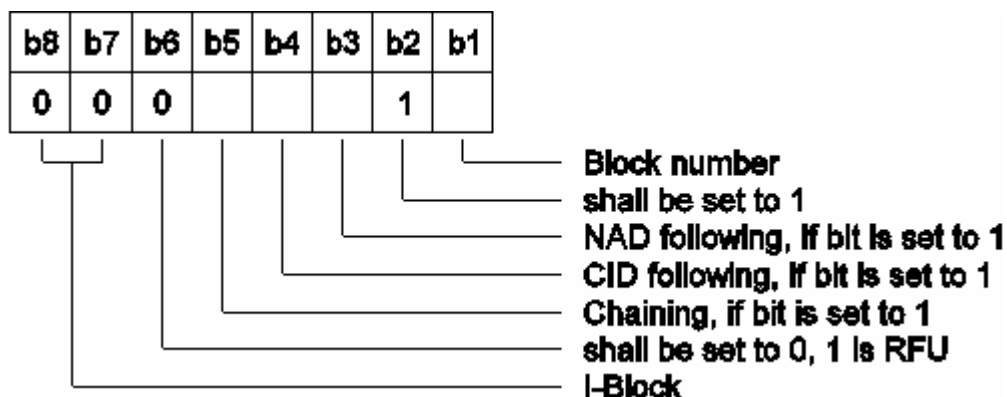 b8 b7 b6 b5 b4 b3 b2 b1
0 0 0 1
Block number
shall be set to 1
NAD following, if bit is set to 1
CID following, if bit is set to 1
Chaining, if bit is set to 1
shall be set to 0, 1 is RFU
I-Block